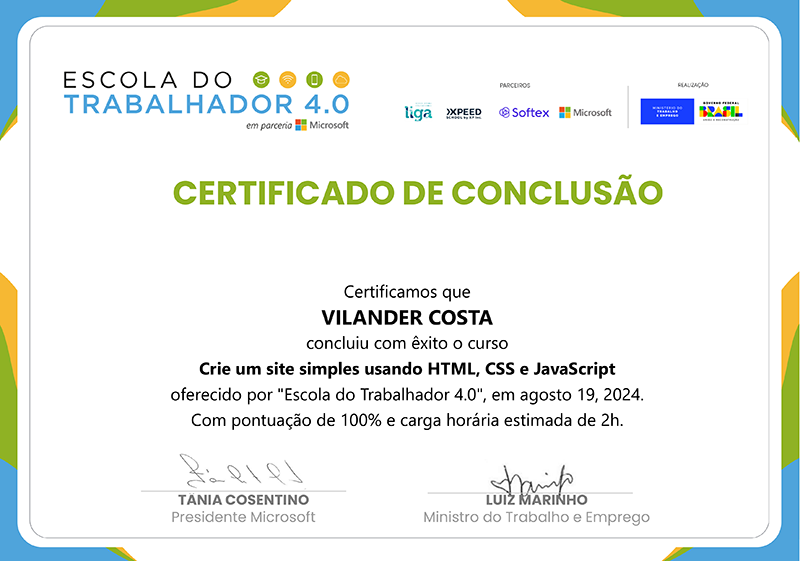 ESCOLA DO
TRABALHADOR 4.0
em parceria Microsoft
PARCEIROS
liga
XPEED
Softex
Microsoft
REALIZAÇÃO
MINISTÉRIO DO
TRABALHO
E EMPREGO
GOVERNO FEDERAL
BRASIL
UNIÃO E RECONSTRUÇÃO
CERTIFICADO DE CONCLUSÃO
Certificamos que
VILANDER COSTA
concluiu com êxito o curso
Crie um site simples usando HTML, CSS e JavaScript
oferecido por "Escola do Trabalhador 4.0", em agosto 19, 2024.
Com pontuação de 100% e carga horária estimada de 2h.
TANIA COSENTINO
Presidente Microsoft
LUIZ MARINHO
Ministro do Trabalho e Emprego